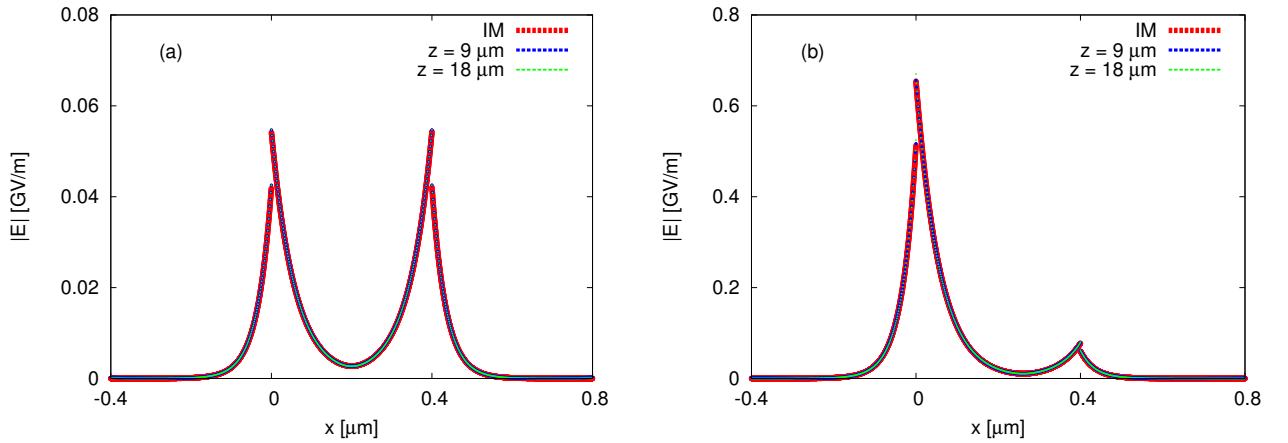 (a)
IM
z = 9 μm
z = 18 μm
0.08
0.06
0.04
0.02
0
|E| [GV/m]
-0.4
0
0.4
0.8
x [μm]
(b)
IM
z = 9 μm
z = 18 μm
0.8
0.6
0.4
0.2
0
|E| [GV/m]
-0.4
0
0.4
0.8
x [μm]